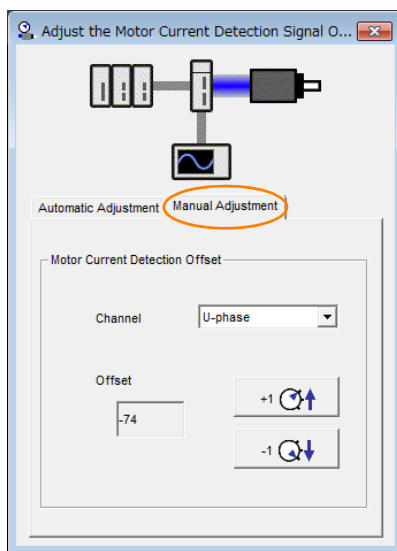 Adjust the Motor Current Detection Signal O...
Automatic Adjustment Manual Adjustment
Motor Current Detection Offset
Channel U-phase
Offset
-74
+1
-1